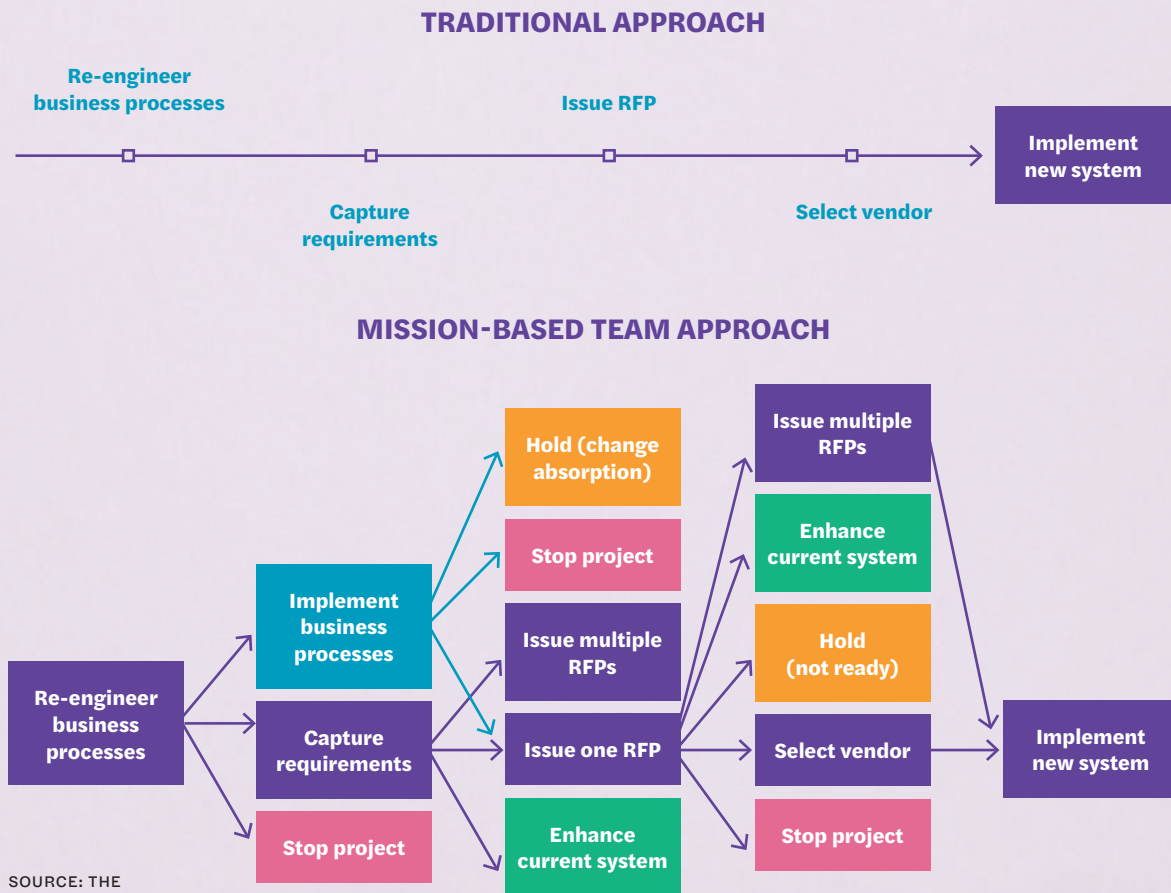 TRADITIONAL APPROACH
Re-engineer
business processes
Issue RFP
Implement
new system
Capture
requirements
Select vendor
MISSION-BASED TEAM APPROACH
Re-engineer
business
processes
Implement
business
processes
Capture
requirements
Stop project
Hold (change
absorption)
Stop project
Issue multiple
RFPs
Issue one RFP
Enhance
current system
Issue multiple
RFPs
Enhance
current system
Hold
(not ready)
Select vendor
Stop project
Implement
new system
SOURCE: THE